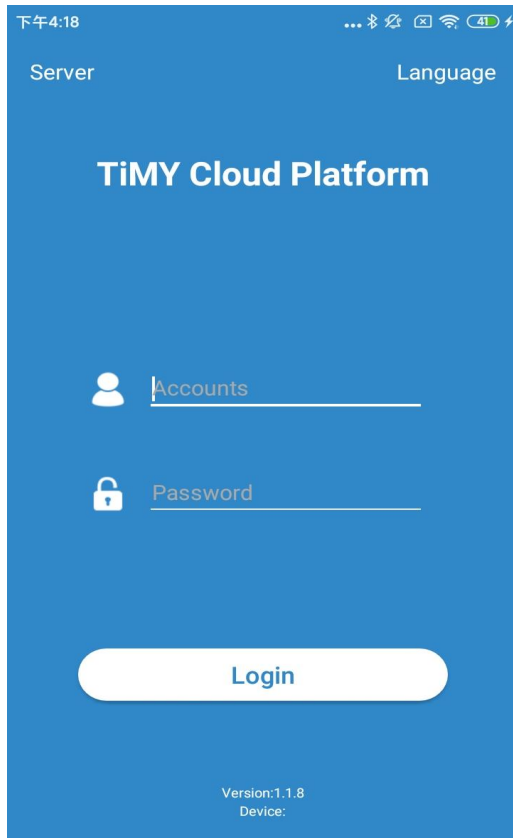 下午4:18 ... 41
Server Language
TiMY Cloud Platform
Accounts
Password
Login
Version:1.1.8
Device: